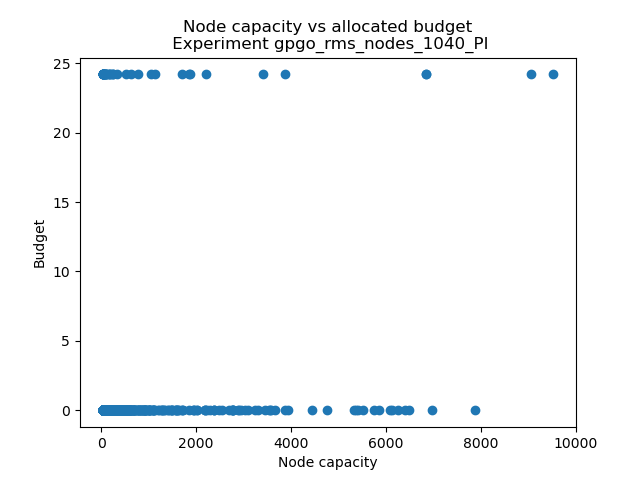 Node capacity vs allocated budget
Experiment gpgo_rms_nodes_1040_PI
25
20
15
10
5
0
Budget
0 2000 4000 6000 8000 10000
Node capacity